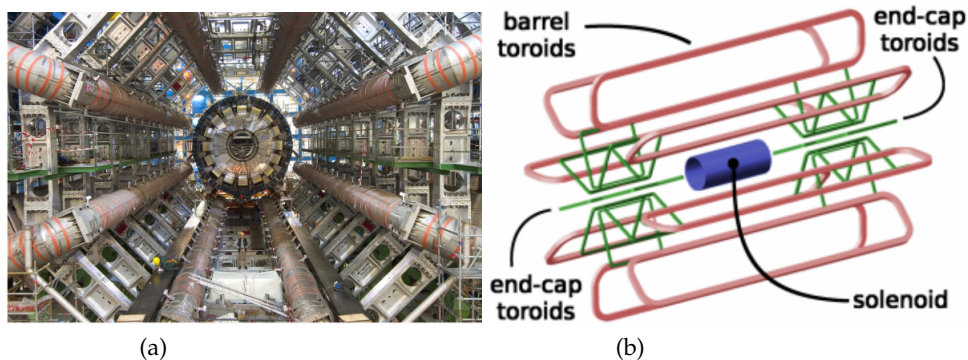 barrel
toroids
end-cap
toroids
end-cap
toroids
solenoid
(a)
(b)